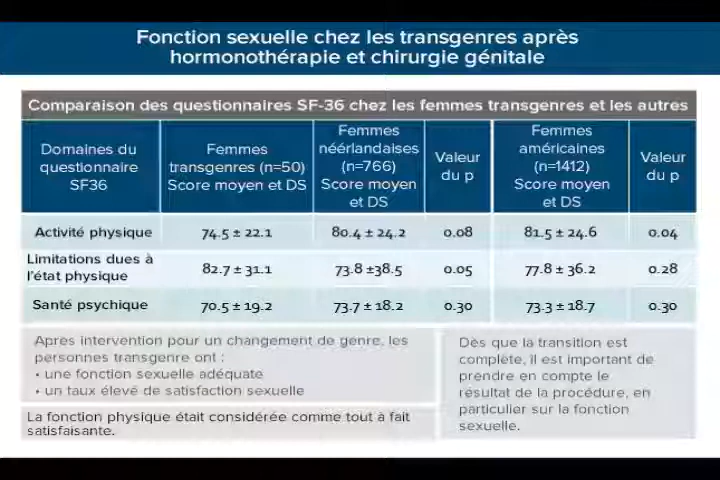 Fonction sexuelle chez les transgenres après
hormonothérapie et chirurgie génitale
Comparaison des questionnaires SF-36 chez les femmes transgenres et les autres
Domaines du
questionnaire
SF36
Femmes
transgenres (n=50)
Score moyen et DS
Femmes
néérlandaises
(n=766)
Score moyen
et DS
Valeur
du p
Femmes
américaines
(n=1412)
Score moyen
et DS
Valeur
du p
Activité physique
74.5 ± 22.1
80.4 ± 24.2
0.08
81.5 ± 24.6
0.04
Limitations dues à
l'état physique
82.7 ± 31.1
73.8 ±38.5
0.05
77.8 ± 36.2
0.28
Santé psychique
70.5 ± 19.2
73.7 ± 18.2
0.30
73.3 ± 18.7
0.30
Apres intervention pour un changement de genre, les
personnes transgenre ont :
• une fonction sexuelle adéquate
• un taux élevé de satisfaction sexuelle
La fonction physique était considérée comme tout à fait
satisfaisante.
Dès que la transition est
complète, il est important de
prendre en compte le
résultat de la procédure, en
particulier sur la fonction
sexuelle.